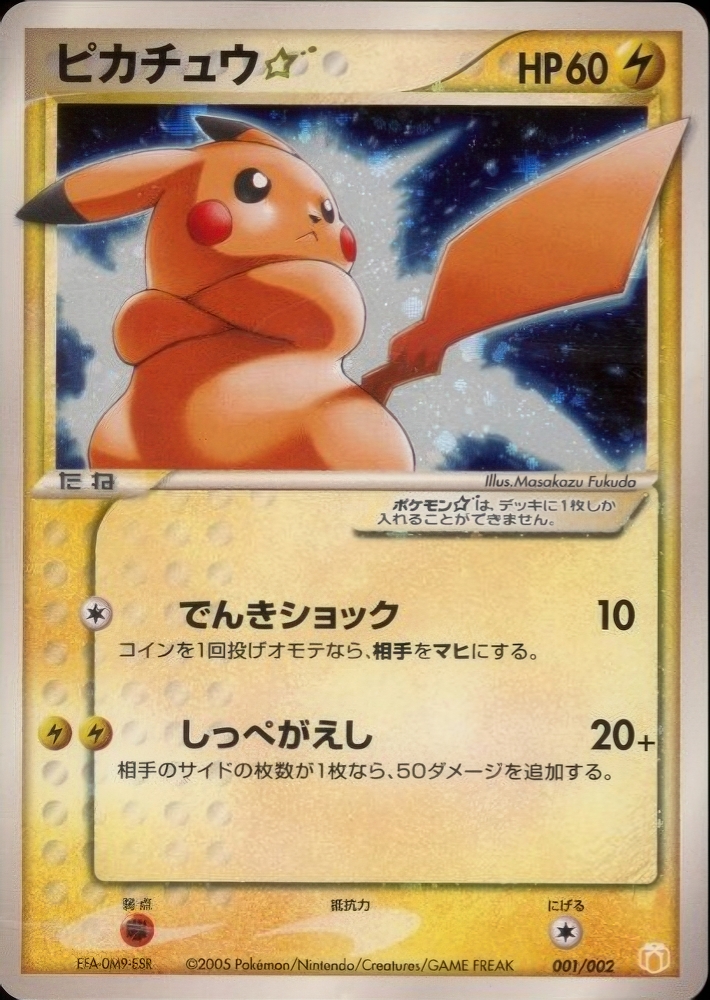 ピカチュウ☆
HP60
たね
Illus.Masakazu Fukuda
ポケモン☆は、デッキに1枚しか
入れることができません。
でんきショック 10
コインを1回投げオモテなら、相手をマヒにする。
しっぺがえし 20+
相手のサイドの枚数が1枚なら、50ダメージを追加する。
弱点 抵抗力 にげる
©2005 Pokémon/Nintendo/Creatures/GAME FREAK
001/002